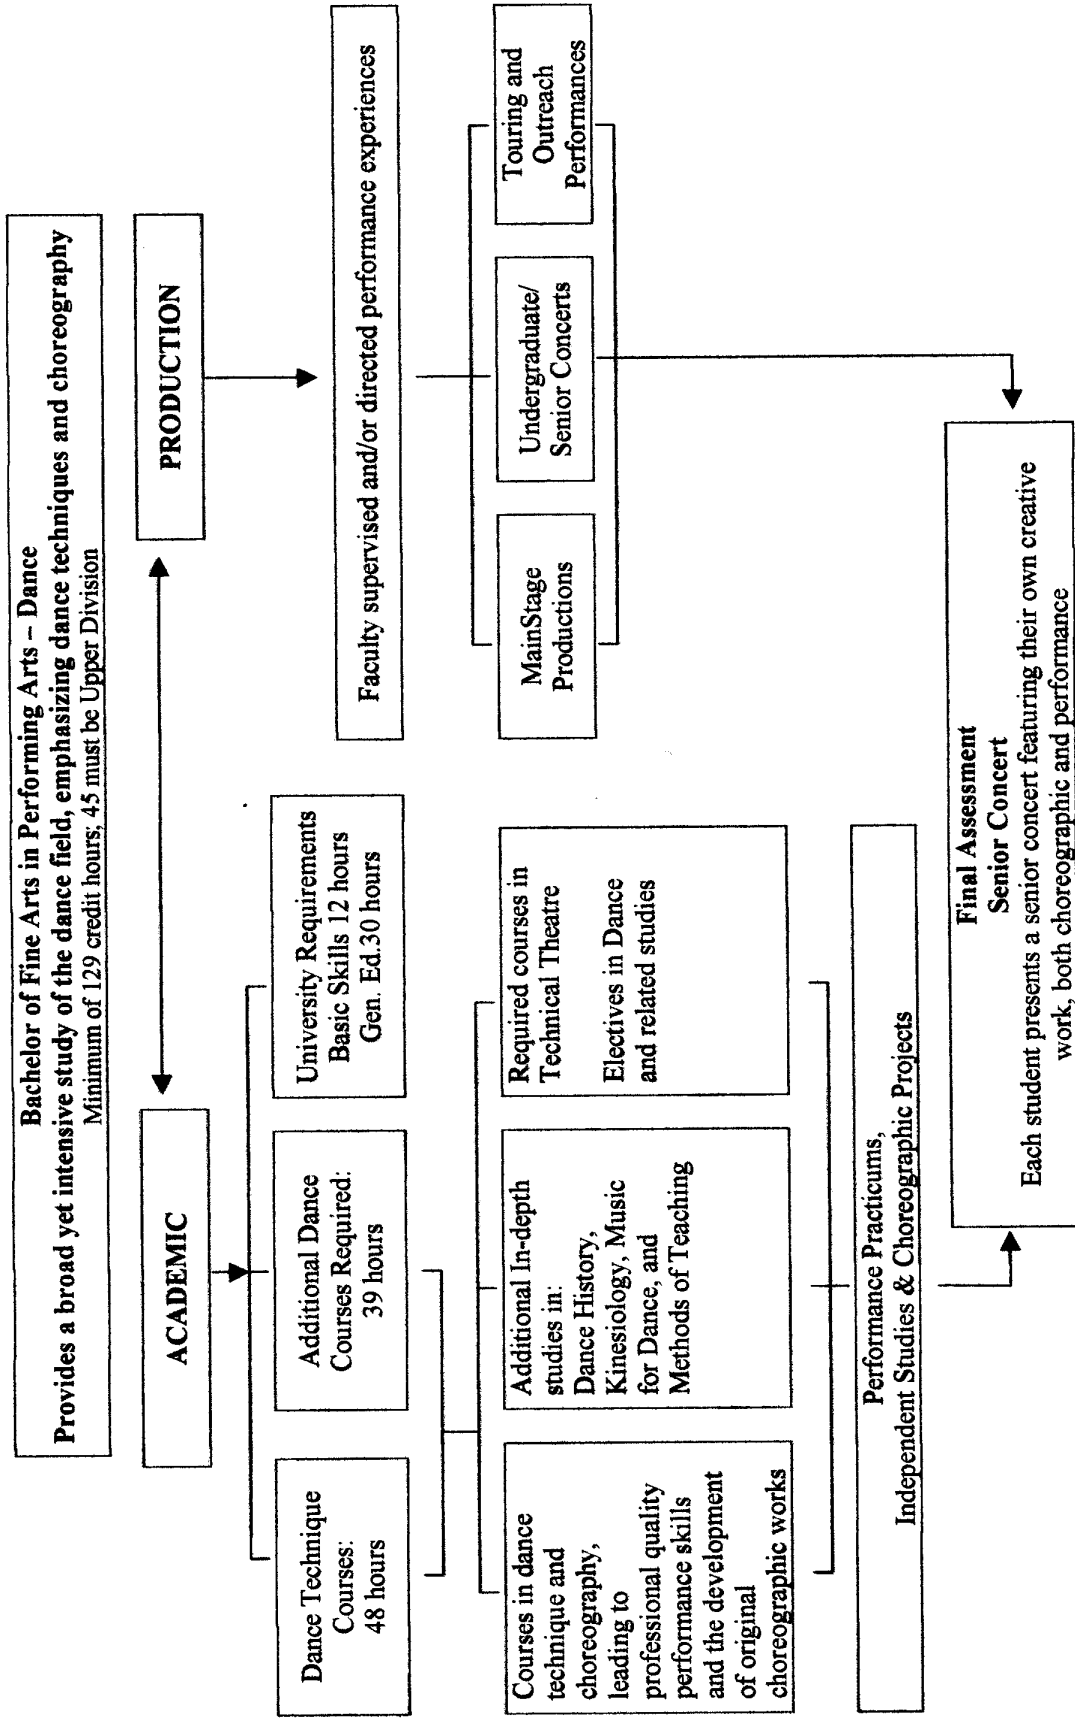 Bachelor of Fine Arts in Performing Arts – Dance
Provides a broad yet intensive study of the dance field, emphasizing dance techniques and choreography
Minimum of 129 credit hours; 45 must be Upper Division
ACADEMIC
PRODUCTION
Dance Technique
Courses:
48 hours
Additional Dance
Courses Required:
39 hours
University Requirements
Basic Skills 12 hours
Gen. Ed.30 hours
Faculty supervised and/or directed performance experiences
Courses in dance
technique and
choreography,
leading to
professional quality
performance skills
and the development
of original
choreographic works
Additional In-depth
studies in:
Dance History,
Kinesiology, Music
for Dance, and
Methods of Teaching
Required courses in
Technical Theatre
Electives in Dance
and related studies
MainStage
Productions
Undergraduate/
Senior Concerts
Touring and
Outreach
Performances
Performance Practicums,
Independent Studies & Choreographic Projects
Final Assessment
Senior Concert
Each student presents a senior concert featuring their own creative
work, both choreographic and performance